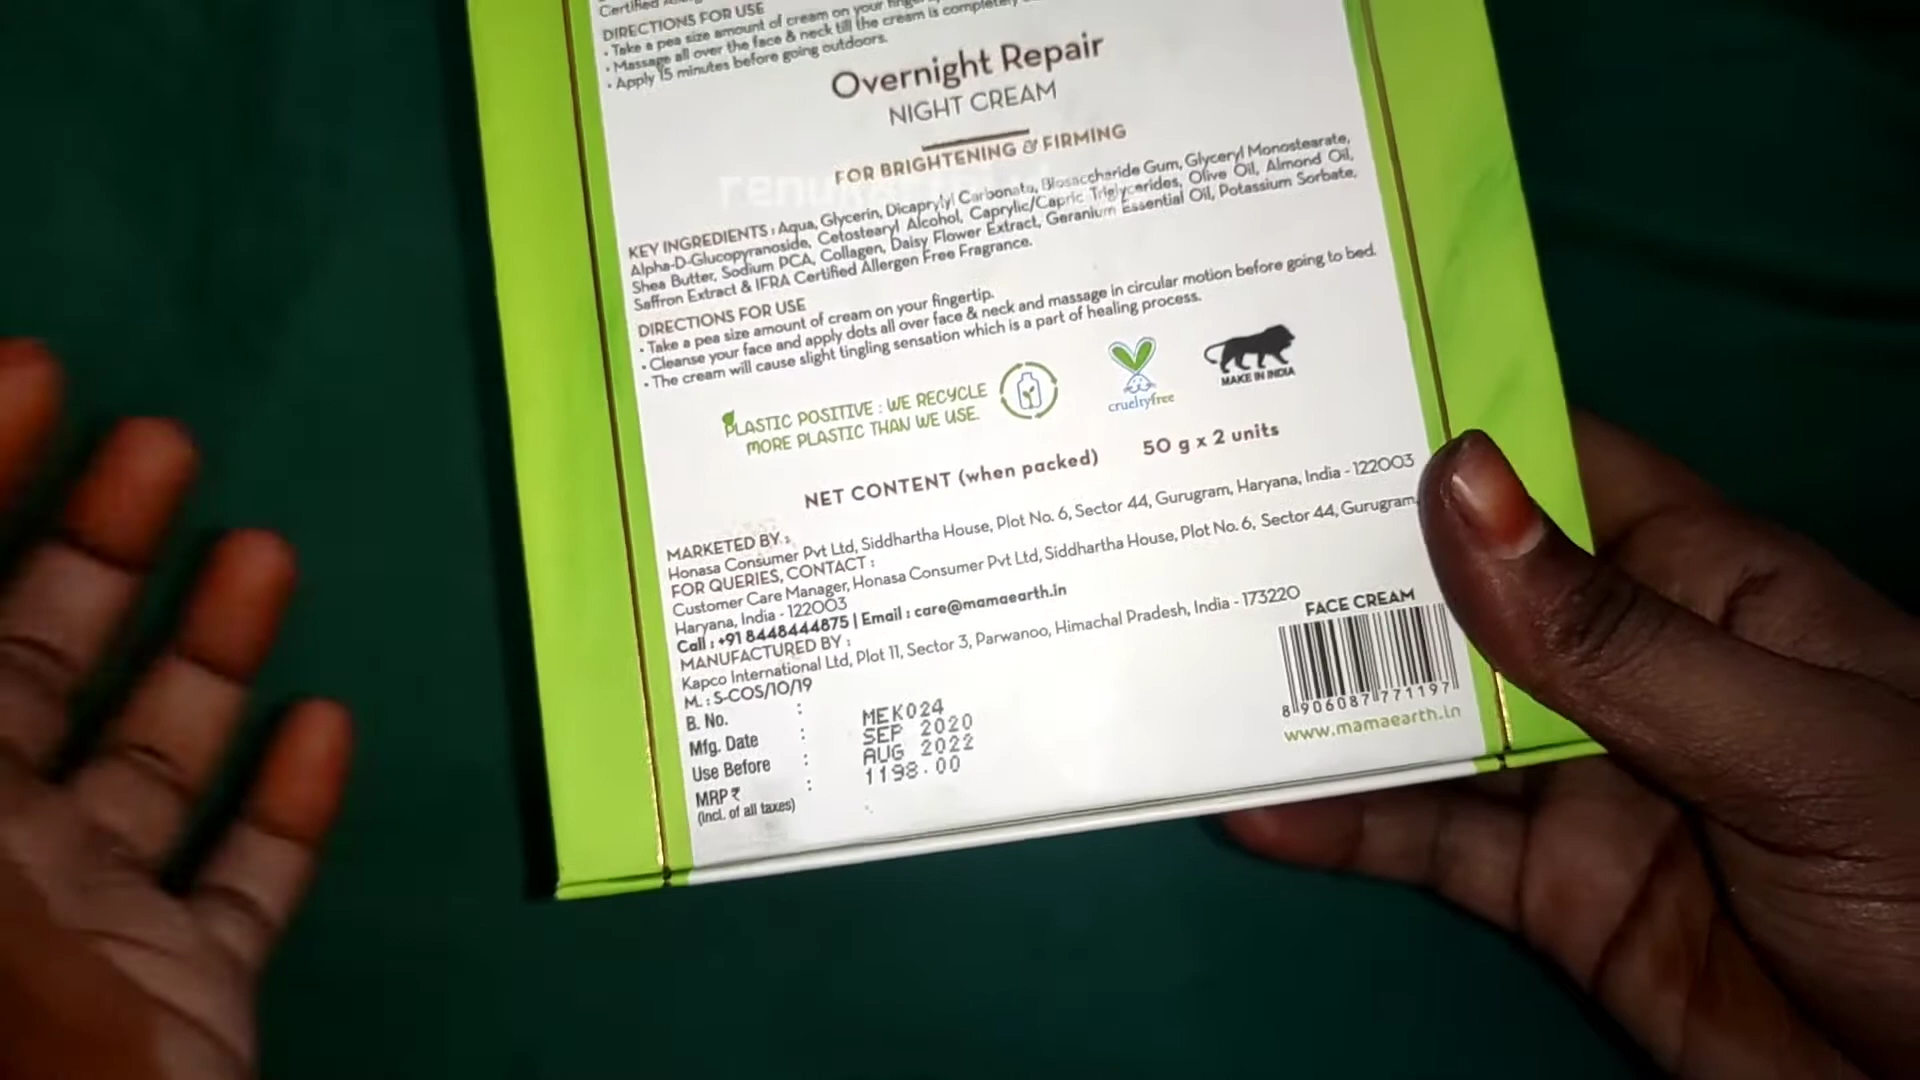 Certified
DIRECTIONS FOR USE
• Take a pea size amount of cream on your
• Massage all over the face & neck till the cream is completely
• Apply 15 minutes before going outdoors.
Overnight Repair
NIGHT CREAM
FOR BRIGHTENING & FIRMING
KEY INGREDIENTS : Aqua, Glycerin, Dicaprylyl Carbonate, Biosaccharide Gum, Glyceryl Monostearate,
Alpha-D-Glucopyranoside, Cetostearyl Alcohol, Caprylic/Capric Triglycerides, Olive Oil, Almond Oil,
Shea Butter, Sodium PCA, Collagen, Daisy Flower Extract, Geranium Essential Oil, Potassium Sorbate,
Saffron Extract & IFRA Certified Allergen Free Fragrance.
DIRECTIONS FOR USE
• Take a pea size amount of cream on your fingertip.
• Cleanse your face and apply dots all over face & neck and massage in circular motion before going to bed.
• The cream will cause slight tingling sensation which is a part of healing process.
PLASTIC POSITIVE : WE RECYCLE
MORE PLASTIC THAN WE USE.
crueltyfree
MAKE IN INDIA
NET CONTENT (when packed) 50 g x 2 units
MARKETED BY :
Honasa Consumer Pvt Ltd, Siddhartha House, Plot No. 6, Sector 44, Gurugram, Haryana, India - 122003
FOR QUERIES, CONTACT :
Customer Care Manager, Honasa Consumer Pvt Ltd, Siddhartha House, Plot No. 6, Sector 44, Gurugram,
Haryana, India - 122003
Call : +91 8448444875 | Email : care@mamaearth.in
MANUFACTURED BY :
Kapco International Ltd, Plot 11, Sector 3, Parwanoo, Himachal Pradesh, India - 173220
M.L : S-COS/10/19
B. No. : MEK024
Mfg. Date : SEP 2020
Use Before : AUG 2022
MRP ₹ : 1198.00
(incl. of all taxes)
FACE CREAM
8 906087 771197
www.mamaearth.in